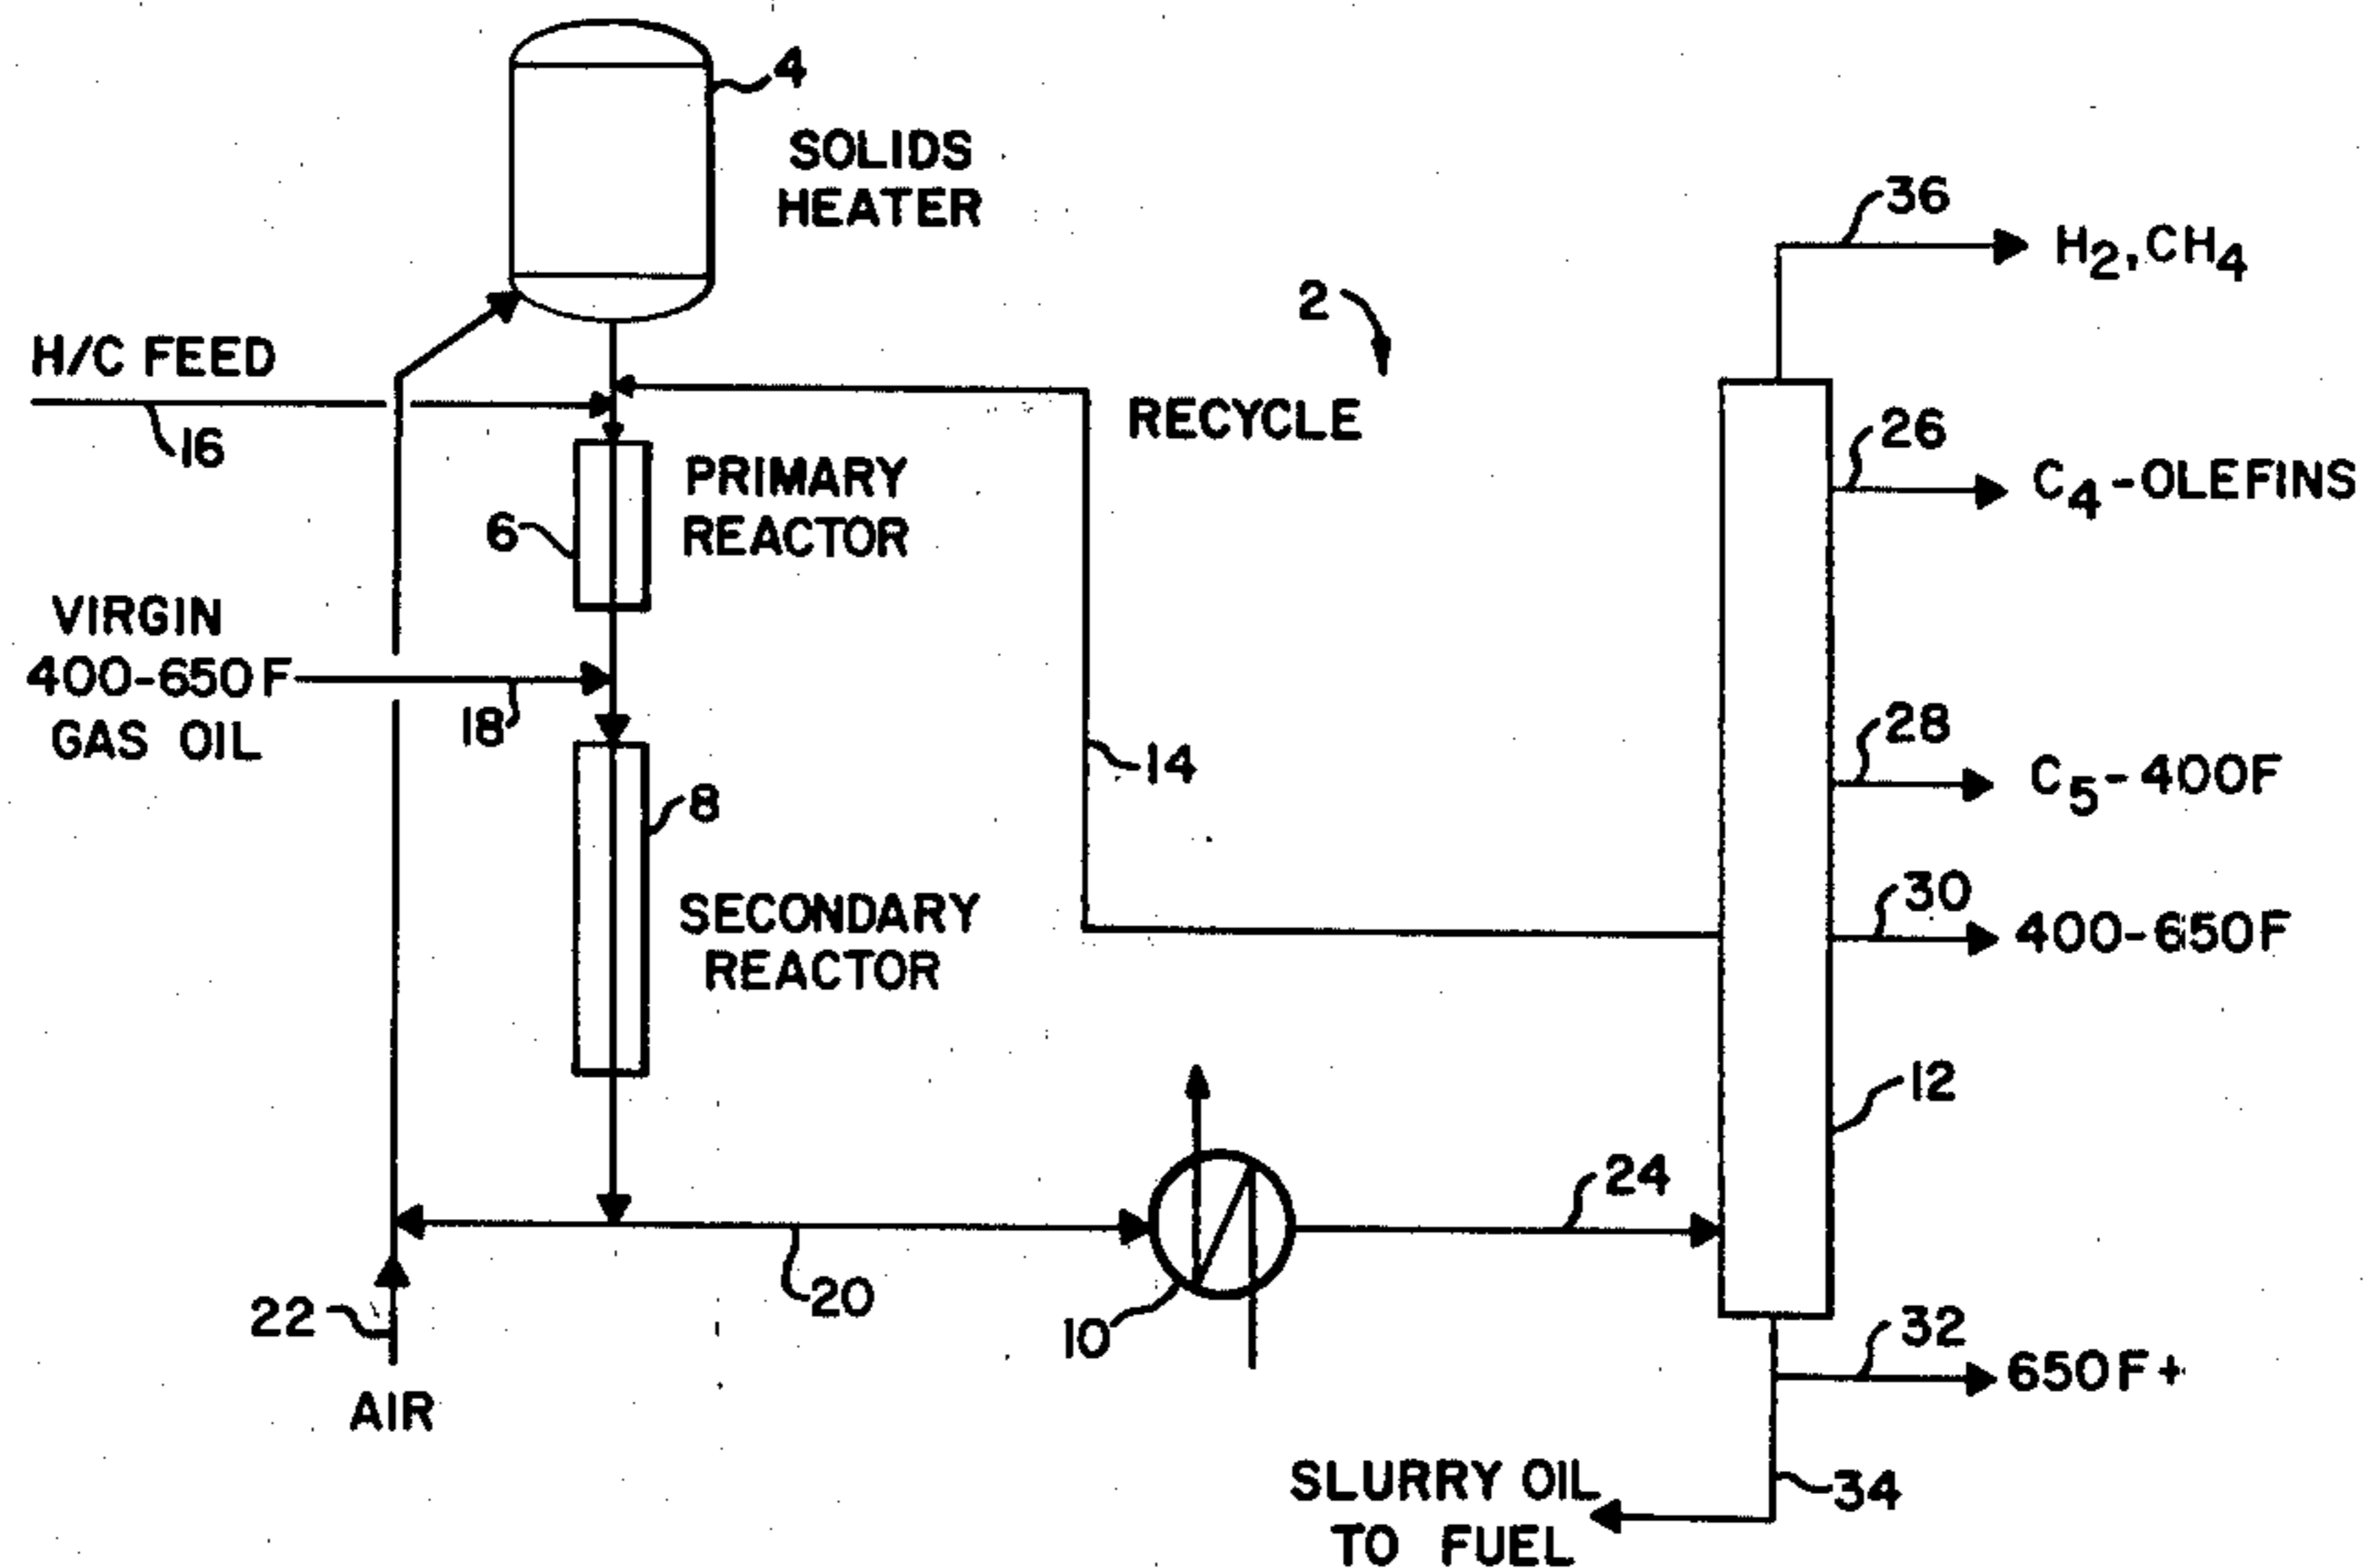 4
SOLIDS
HEATER
36
H2,CH4
2
H/C FEED
16
RECYCLE
26
C4-OLEFINS
PRIMARY
REACTOR
6
VIRGIN
400-650F
GAS OIL
18
14
28
C5-400F
8
30
400-650F
SECONDARY
REACTOR
12
24
20
22
10
32
650F+
AIR
34
SLURRY OIL
TO FUEL